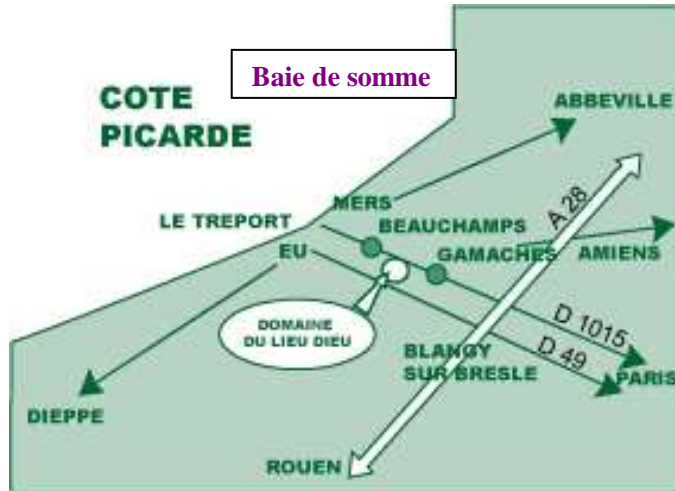 Baie de somme
COTE
PICARDE
ABBEVILLE
MERS
A 28
LE TREPORT
BEAUCHAMPS
EU
GAMACHES
AMIENS
DOMAINE
DU LIEU DIEU
D 1015
D 49
BLANGY
SUR BRESLE
PARIS
DIEPPE
ROUEN